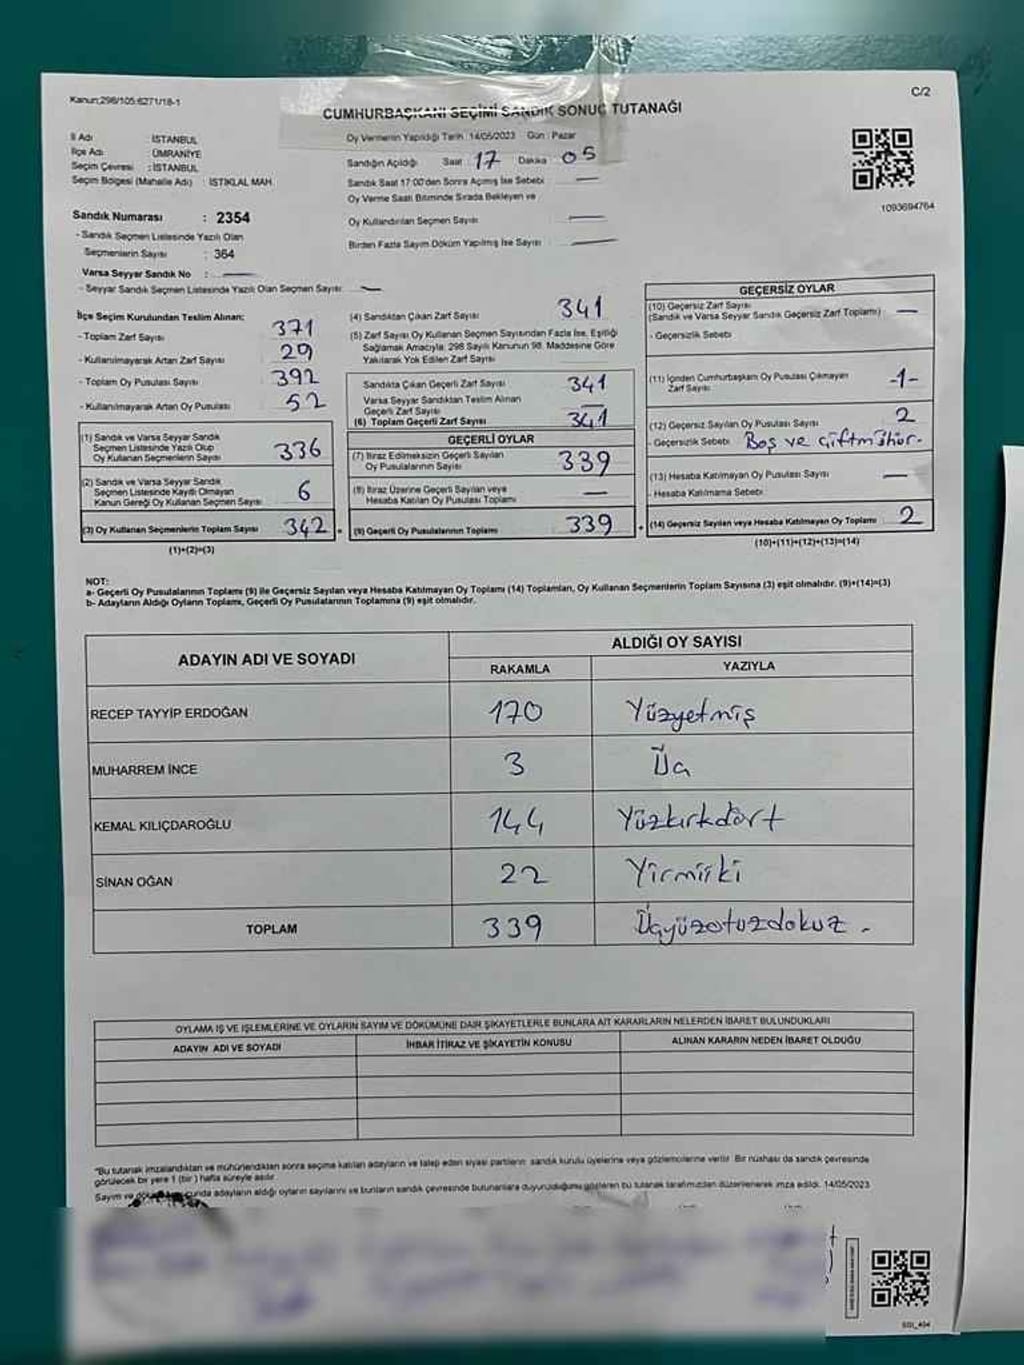 Kanun;298/105:6271/18-1
C/2
CUMHURBAŞKANI SEÇİMİ SANDIK SONUÇ TUTANAĞI
İl Adı : İSTANBUL
İlçe Adı : ÜMRANİYE
Seçim Çevresi : İSTANBUL
Seçim Bölgesi (Mahalle Adı) : İSTİKLAL MAH.
Oy Vermenin Yapıldığı Tarih :14/05/2023 Gün : Pazar
Sandığın Açıldığı Saat 17 Dakika 05
Sandık Saat 17:00'den Sonra Açılmış İse Sebebi —
Oy Verme Saati Bitiminde Sırada Bekleyen ve
Oy Kullandırılan Seçmen Sayısı —
Birden Fazla Sayım Döküm Yapılmış İse Sayısı —
1093694764
Sandık Numarası : 2354
- Sandık Seçmen Listesinde Yazılı Olan
Seçmenlerin Sayısı : 364
Varsa Seyyar Sandık No : —
- Seyyar Sandık Seçmen Listesinde Yazılı Olan Seçmen Sayısı: —
İlçe Seçim Kurulundan Teslim Alınan:
- Toplam Zarf Sayısı 371
- Kullanılmayarak Artan Zarf Sayısı 29
- Toplam Oy Pusulası Sayısı 392
- Kullanılmayarak Artan Oy Pusulası 52
(1) Sandık ve Varsa Seyyar Sandık
Seçmen Listesinde Yazılı Olup
Oy Kullanan Seçmenlerin Sayısı 336
(2) Sandık ve Varsa Seyyar Sandık
Seçmen Listesinde Kayıtlı Olmayan
Kanun Gereği Oy Kullanan Seçmen Sayısı 6
(3) Oy Kullanan Seçmenlerin Toplam Sayısı 342 =
(1)+(2)=(3)
(4) Sandıktan Çıkan Zarf Sayısı 341
(5) Zarf Sayısı Oy Kullanan Seçmen Sayısından Fazla İse, Eşitliği
Sağlamak Amacıyla, 298 Sayılı Kanunun 98. Maddesine Göre
Yakılarak Yok Edilen Zarf Sayısı
Sandıkta Çıkan Geçerli Zarf Sayısı 341
Varsa Seyyar Sandıktan Teslim Alınan
Geçerli Zarf Sayısı —
(6) Toplam Geçerli Zarf Sayısı 341
GEÇERLİ OYLAR
(7) İtiraz Edilmeksizin Geçerli Sayılan
Oy Pusulalarının Sayısı 339
(8) İtiraz Üzerine Geçerli Sayılan veya
Hesaba Katılan Oy Pusulası Toplamı —
(9) Geçerli Oy Pusulalarının Toplamı 339 +
GEÇERSİZ OYLAR
(10) Geçersiz Zarf Sayısı
(Sandık ve Varsa Seyyar Sandık Geçersiz Zarf Toplamı) —
- Geçersizlik Sebebi
(11) İçinden Cumhurbaşkanı Oy Pusulası Çıkmayan
Zarf Sayısı -1-
(12) Geçersiz Sayılan Oy Pusulası Sayısı 2
- Geçersizlik Sebebi Boş ve çiftmühür.
(13) Hesaba Katılmayan Oy Pusulası Sayısı —
- Hesaba Katılmama Sebebi
(14) Geçersiz Sayılan veya Hesaba Katılmayan Oy Toplamı 2
(10)+(11)+(12)+(13)=(14)
NOT:
a- Geçerli Oy Pusulalarının Toplamı (9) ile Geçersiz Sayılan veya Hesaba Katılmayan Oy Toplamı (14) Toplamları, Oy Kullanan Seçmenlerin Toplam Sayısına (3) eşit olmalıdır. (9)+(14)=(3)
b- Adayların Aldığı Oyların Toplamı, Geçerli Oy Pusulalarının Toplamına (9) eşit olmalıdır.
ADAYIN ADI VE SOYADI
ALDIĞI OY SAYISI
RAKAMLA YAZIYLA
RECEP TAYYİP ERDOĞAN 170 Yüzyetmiş
MUHARREM İNCE 3 Üç
KEMAL KILIÇDAROĞLU 144 Yüzkırkdört
SİNAN OĞAN 22 Yirmiiki
TOPLAM 339 Üçyüzotuzdokuz -
OYLAMA İŞ VE İŞLEMLERİNE VE OYLARIN SAYIM VE DÖKÜMÜNE DAİR ŞİKAYETLERLE BUNLARA AİT KARARLARIN NELERDEN İBARET BULUNDUKLARI
ADAYIN ADI VE SOYADI İHBAR İTİRAZ VE ŞİKAYETİN KONUSU ALINAN KARARIN NEDEN İBARET OLDUĞU
"Bu tutanak imzalandıktan ve mühürlendikten sonra seçime katılan adayların ve talep eden siyasi partilerin sandık kurulu üyelerine veya gözlemcilerine verilir. Bir nüshası da sandık çevresinde
görülecek bir yere 1 (bir ) hafta süreyle asılır.
Sayım ve adayların aldığı oyların sayılarını ve bunların sandık çevresinde bulunanlara duyurulduğunu gösteren bu tutanak tarafımızdan düzenlenerek imza edildi. 14/05/2023